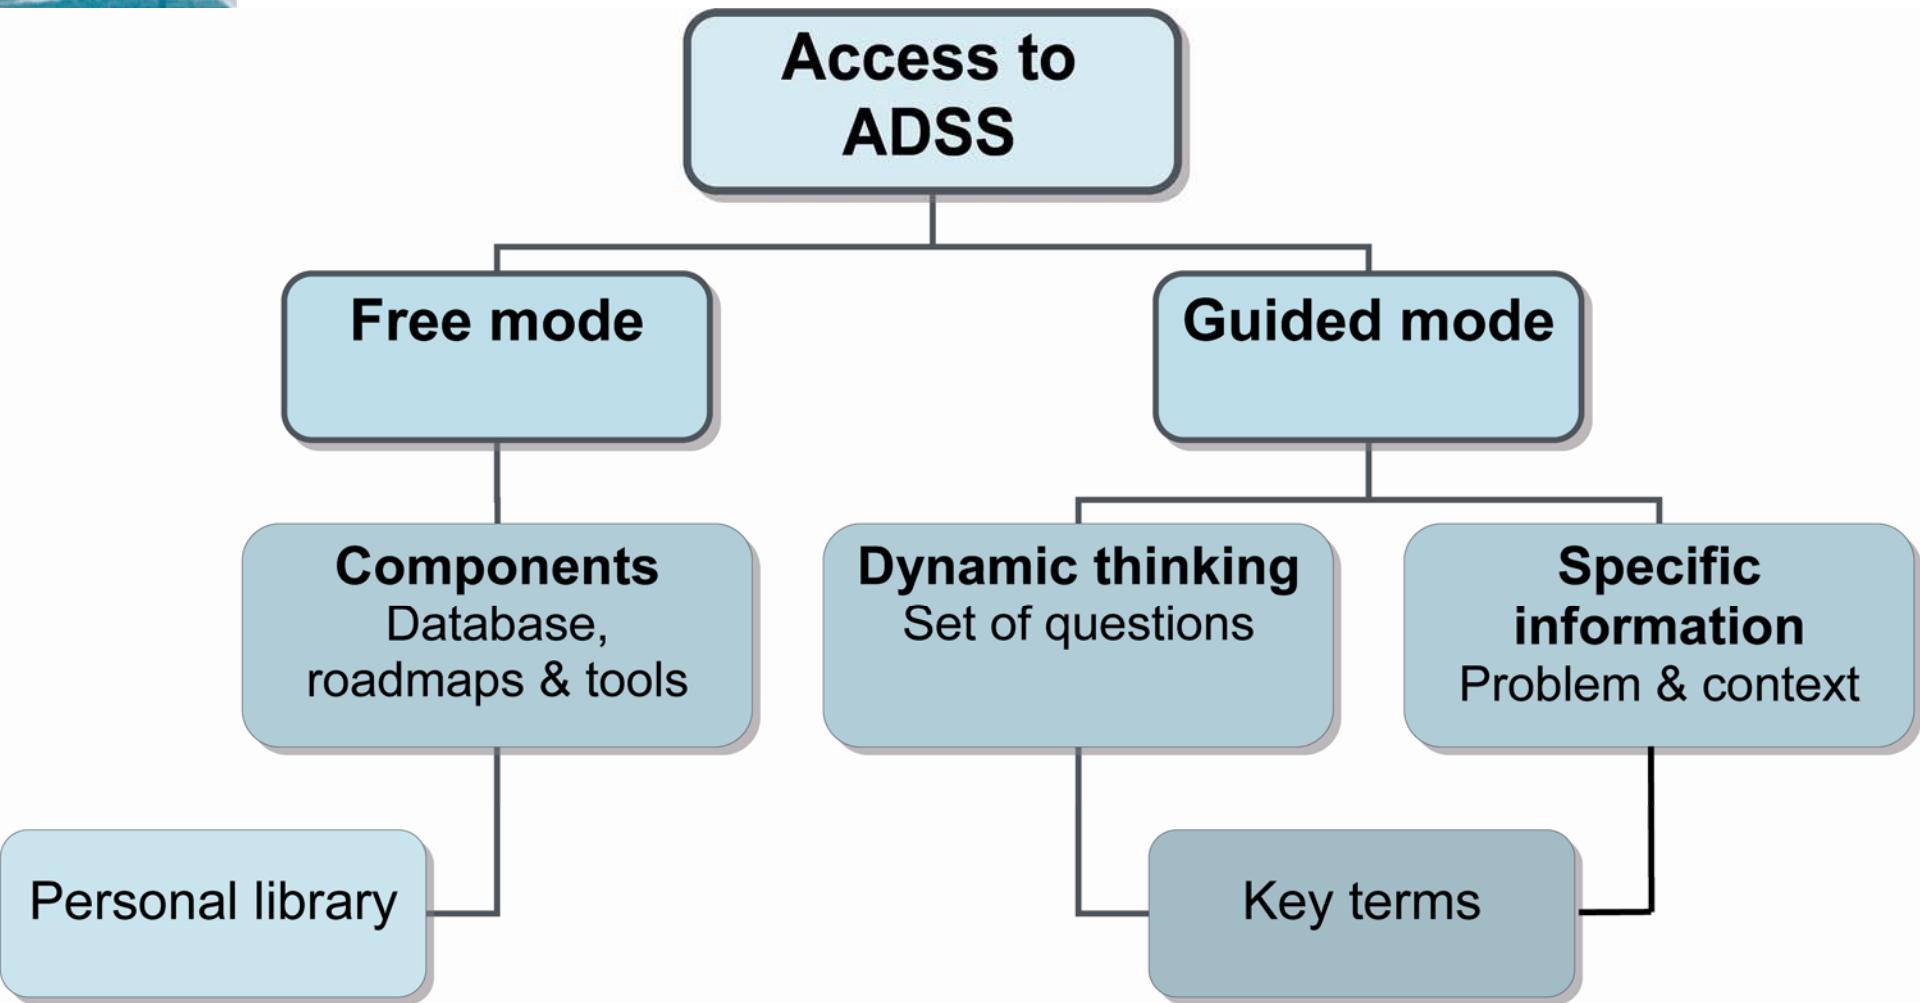 Access to
ADSS
Free mode
Guided mode
Components
Database,
roadmaps & tools
Dynamic thinking
Set of questions
Specific
information
Problem & context
Personal library
Key terms